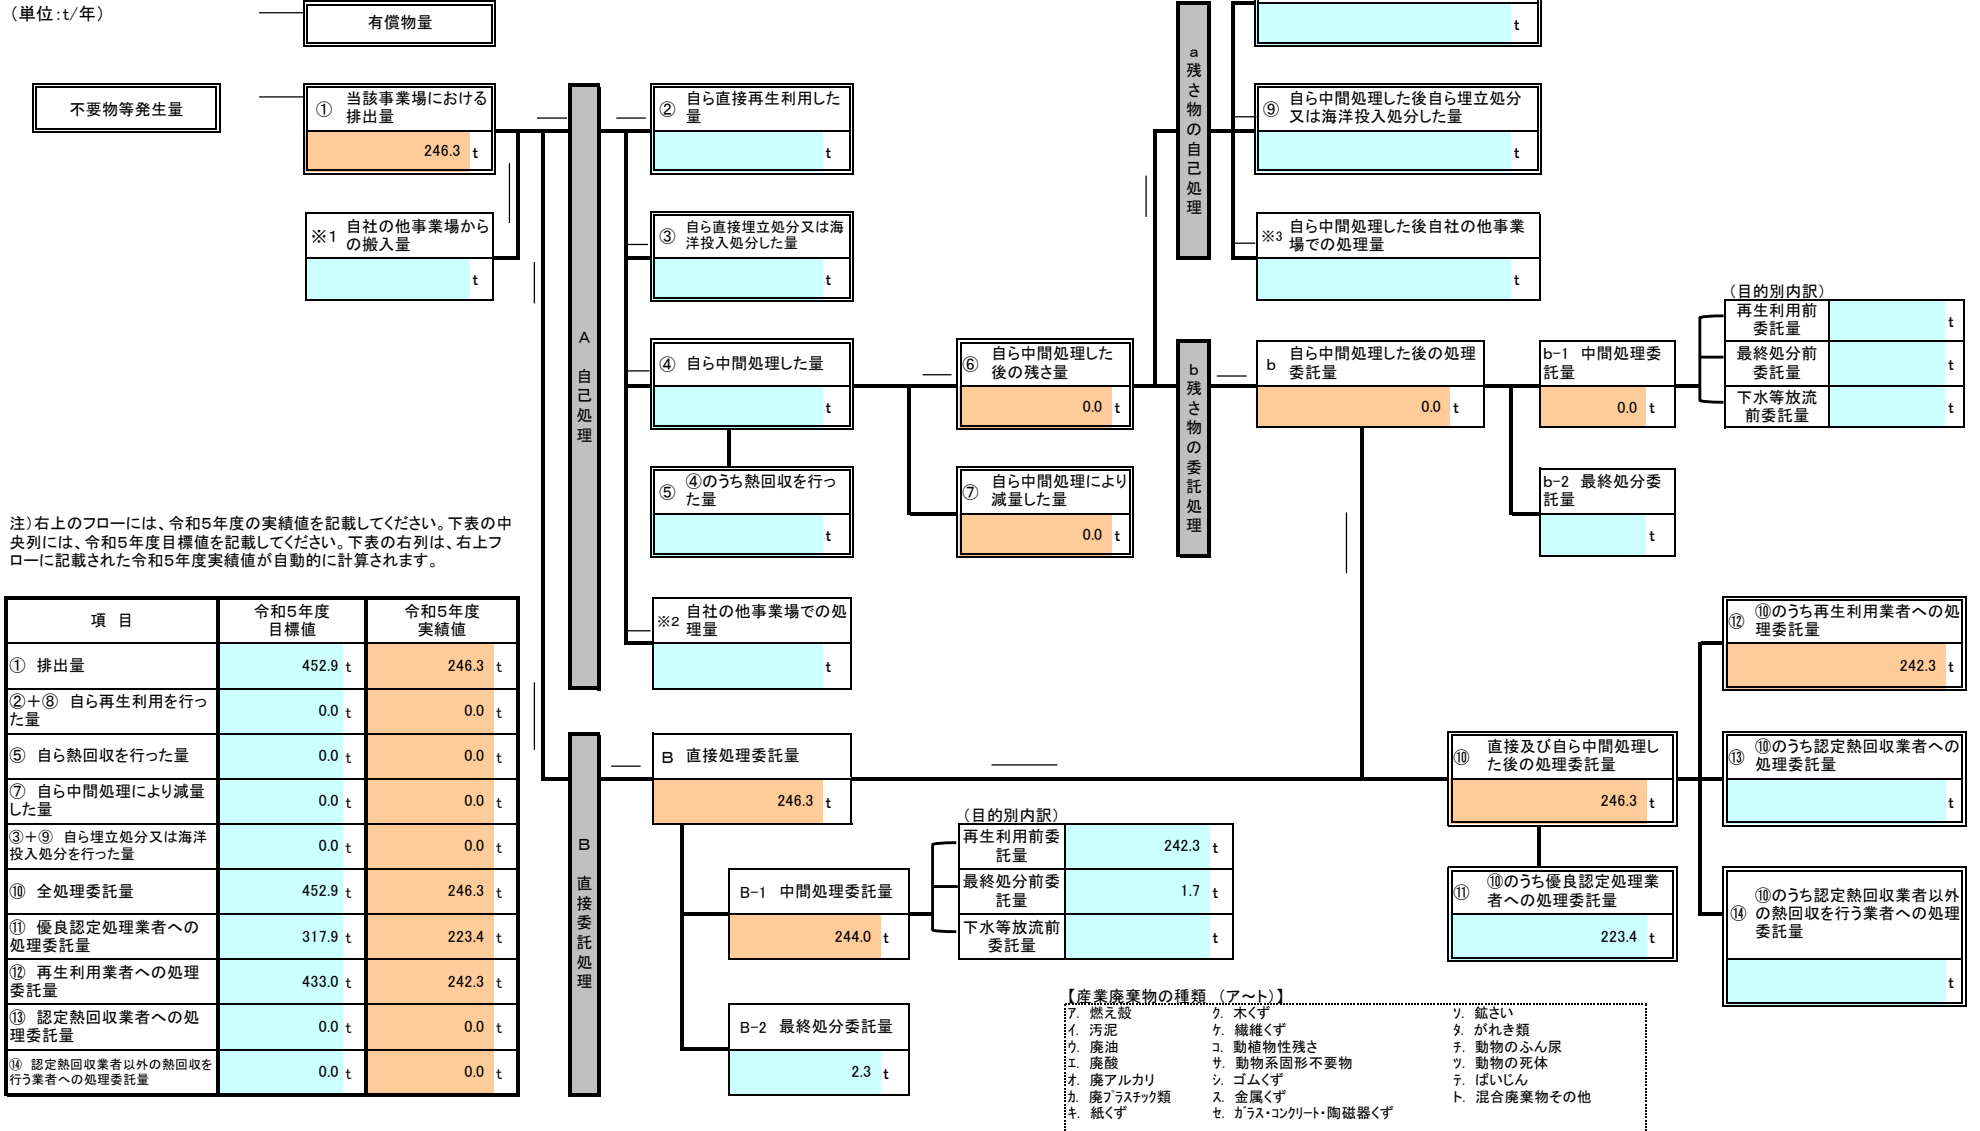 (単位:t/年)
有償物量
t
不要物等発生量
① 当該事業場における
排出量
246.3 t
※1 自社の他事業場から
の搬入量
t
A 自己処理
② 自ら直接再生利用した
量
t
③ 自ら直接埋立処分又は海
洋投入処分した量
t
④ 自ら中間処理した量
t
⑤ ④のうち熱回収を行っ
た量
t
※2 自社の他事業場での処
理量
t
⑥ 自ら中間処理した
後の残さ量
0.0 t
⑦ 自ら中間処理により
減量した量
0.0 t
a 残さ物の自己処理
⑨ 自ら中間処理した後自ら埋立処分
又は海洋投入処分した量
t
※3 自ら中間処理した後自社の他事業
場での処理量
t
b 残さ物の委託処理
b 自ら中間処理した後の処理
委託量
0.0 t
b-1 中間処理委
託量
0.0 t
b-2 最終処分委
託量
t
(目的別内訳)
再生利用前
委託量
t
最終処分前
委託量
t
下水等放流
前委託量
t
注)右上のフローには、令和5年度の実績値を記載してください。下表の中
央列には、令和5年度目標値を記載してください。下表の右列は、右上フ
ローに記載された令和5年度実績値が自動的に計算されます。
項 目
令和5年度
目標値
令和5年度
実績値
① 排出量 452.9 t 246.3 t
②+⑧ 自ら再生利用を行っ
た量
0.0 t 0.0 t
⑤ 自ら熱回収を行った量 0.0 t 0.0 t
⑦ 自ら中間処理により減量
した量
0.0 t 0.0 t
③+⑨ 自ら埋立処分又は海洋
投入処分を行った量
0.0 t 0.0 t
⑩ 全処理委託量 452.9 t 246.3 t
⑪ 優良認定処理業者への
処理委託量
317.9 t 223.4 t
⑫ 再生利用業者への処理
委託量
433.0 t 242.3 t
⑬ 認定熱回収業者への処
理委託量
0.0 t 0.0 t
⑭ 認定熱回収業者以外の熱回収を
行う業者への処理委託量
0.0 t 0.0 t
B 直接委託処理
B 直接処理委託量
246.3 t
B-1 中間処理委託量
244.0 t
B-2 最終処分委託量
2.3 t
(目的別内訳)
再生利用前委
託量
242.3 t
最終処分前委
託量
1.7 t
下水等放流前
委託量
t
⑩ 直接及び自ら中間処理し
た後の処理委託量
246.3 t
⑪ ⑩のうち優良認定処理業
者への処理委託量
223.4 t
⑫ ⑩のうち再生利用業者への処
理委託量
242.3 t
⑬ ⑩のうち認定熱回収業者への
処理委託量
t
⑭ ⑩のうち認定熱回収業者以外
の熱回収を行う業者への処理
委託量
t
【産業廃棄物の種類 (ア~ト)】
ア. 燃え殻 ク. 木くず ソ. 鉱さい
イ. 汚泥 ケ. 繊維くず タ. がれき類
ウ. 廃油 コ. 動植物性残さ チ. 動物のふん尿
エ. 廃酸 サ. 動物系固形不要物 ツ. 動物の死体
オ. 廃アルカリ シ. ゴムくず テ. ばいじん
カ. 廃プラスチック類 ス. 金属くず ト. 混合廃棄物その他
キ. 紙くず セ. ガラス・コンクリート・陶磁器くず